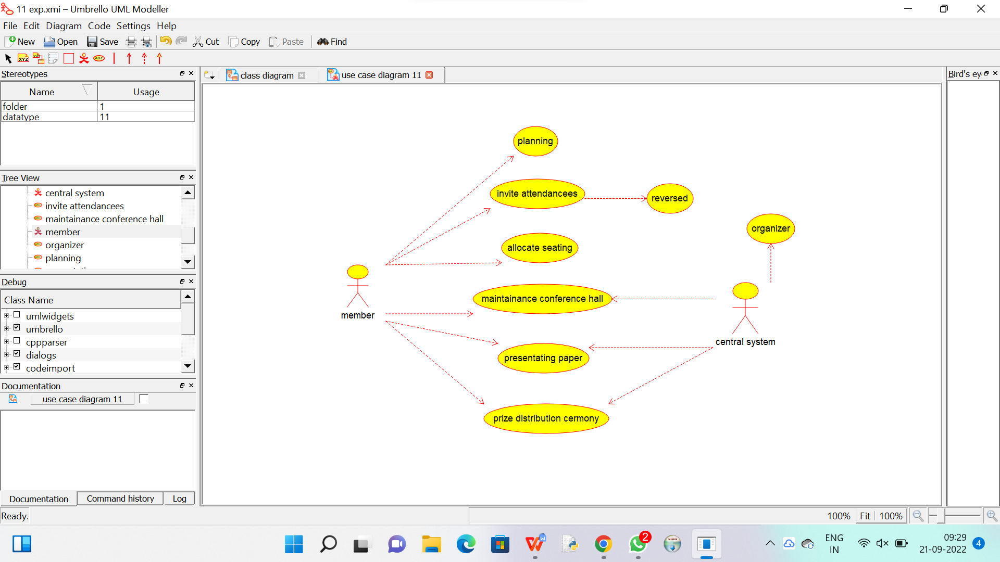 11 exp.xmi – Umbrello UML Modeller
File Edit Diagram Code Settings Help
New Open Save Cut Copy Paste Find
XYZ XYZ ABC
Stereotypes
Name Usage
folder 1
datatype 11
Tree View
central system
invite attendancees
maintainance conference hall
member
organizer
planning
Debug
Class Name
umlwidgets
umbrello
cppparser
dialogs
codeimport
Documentation
use case diagram 11
Documentation Command history Log
Ready.
class diagram
use case diagram 11
Bird's ey
planning
invite attendancees
reversed
organizer
allocate seating
maintainance conference hall
member
central system
presentating paper
prize distribution cermony
100% Fit 100%
2
ENG
IN
09:29
21-09-2022
4